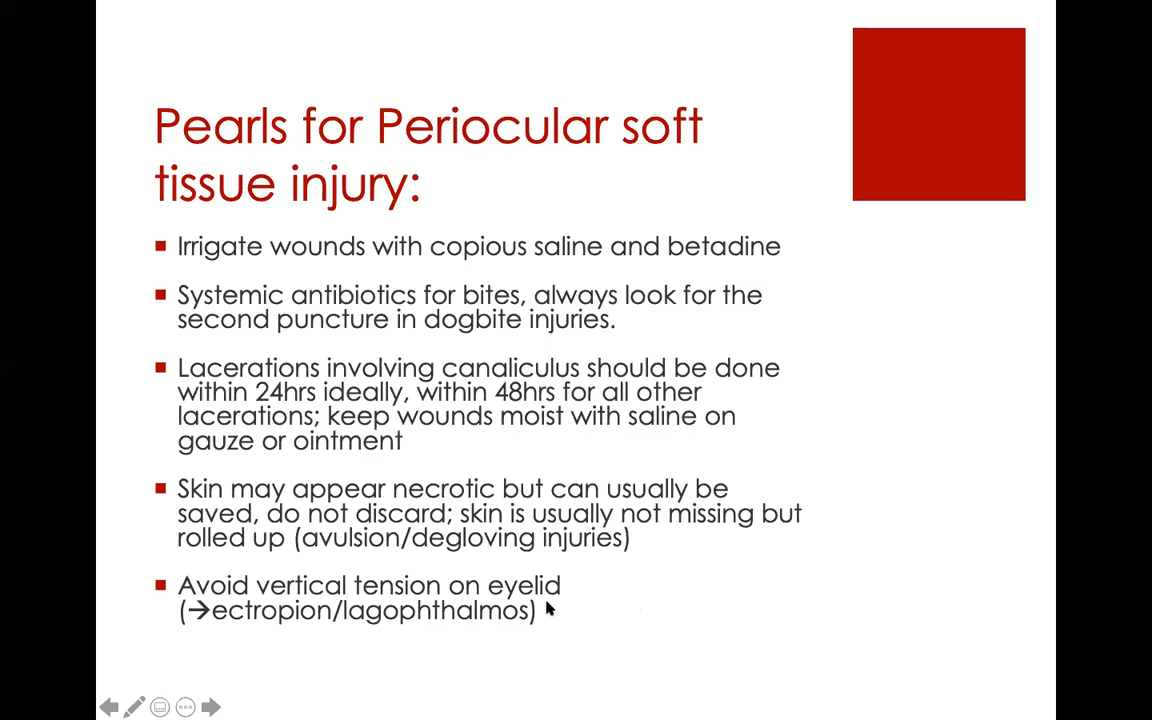 Pearls for Periocular soft
tissue injury:
Irrigate wounds with copious saline and betadine
Systemic antibiotics for bites, always look for the
second puncture in dogbite injuries.
Lacerations involving canaliculus should be done
within 24hrs ideally, within 48hrs for all other
lacerations; keep wounds moist with saline on
gauze or ointment
Skin may appear necrotic but can usually be
saved, do not discard; skin is usually not missing but
rolled up (avulsion/degloving injuries)
Avoid vertical tension on eyelid
(→ectropion/lagophthalmos)